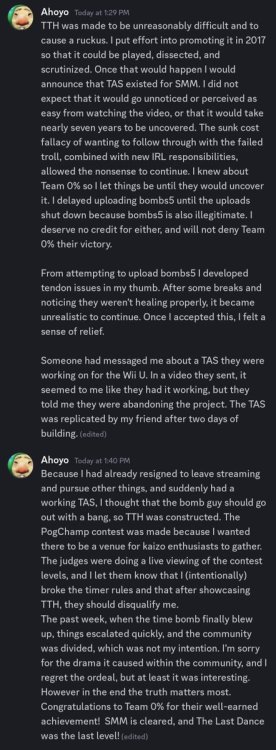 Ahoyo Today at 1:29 PM
TTH was made to be unreasonably difficult and to
cause a ruckus. I put effort into promoting it in 2017
so that it could be played, dissected, and
scrutinized. Once that would happen I would
announce that TAS existed for SMM. I did not
expect that it would go unnoticed or perceived as
easy from watching the video, or that it would take
nearly seven years to be uncovered. The sunk cost
fallacy of wanting to follow through with the failed
troll, combined with new IRL responsibilities,
allowed the nonsense to continue. I knew about
Team 0% so I let things be until they would uncover
it. I delayed uploading bombs5 until the uploads
shut down because bombs5 is also illegitimate. I
deserve no credit for either, and will not deny Team
0% their victory.
From attempting to upload bombs5 I developed
tendon issues in my thumb. After some breaks and
noticing they weren't healing properly, it became
unrealistic to continue. Once I accepted this, I felt a
sense of relief.
Someone had messaged me about a TAS they were
working on for the Wii U. In a video they sent, it
seemed to me like they had it working, but they
told me they were abandoning the project. The TAS
was replicated by my friend after two days of
building. (edited)
Ahoyo Today at 1:40 PM
Because I had already resigned to leave streaming
and pursue other things, and suddenly had a
working TAS, I thought that the bomb guy should go
out with a bang, so TTH was constructed. The
PogChamp contest was made because I wanted
there to be a venue for kaizo enthusiasts to gather.
The judges were doing a live viewing of the contest
levels, and I let them know that I (intentionally)
broke the timer rules and that after showcasing
TTH, they should disqualify me.
The past week, when the time bomb finally blew
up, things escalated quickly, and the community
was divided, which was not my intention. I'm sorry
for the drama it caused within the community, and I
regret the ordeal, but at least it was interesting.
However in the end the truth matters most.
Congratulations to Team 0% for their well-earned
achievement! SMM is cleared, and The Last Dance
was the last level! (edited)